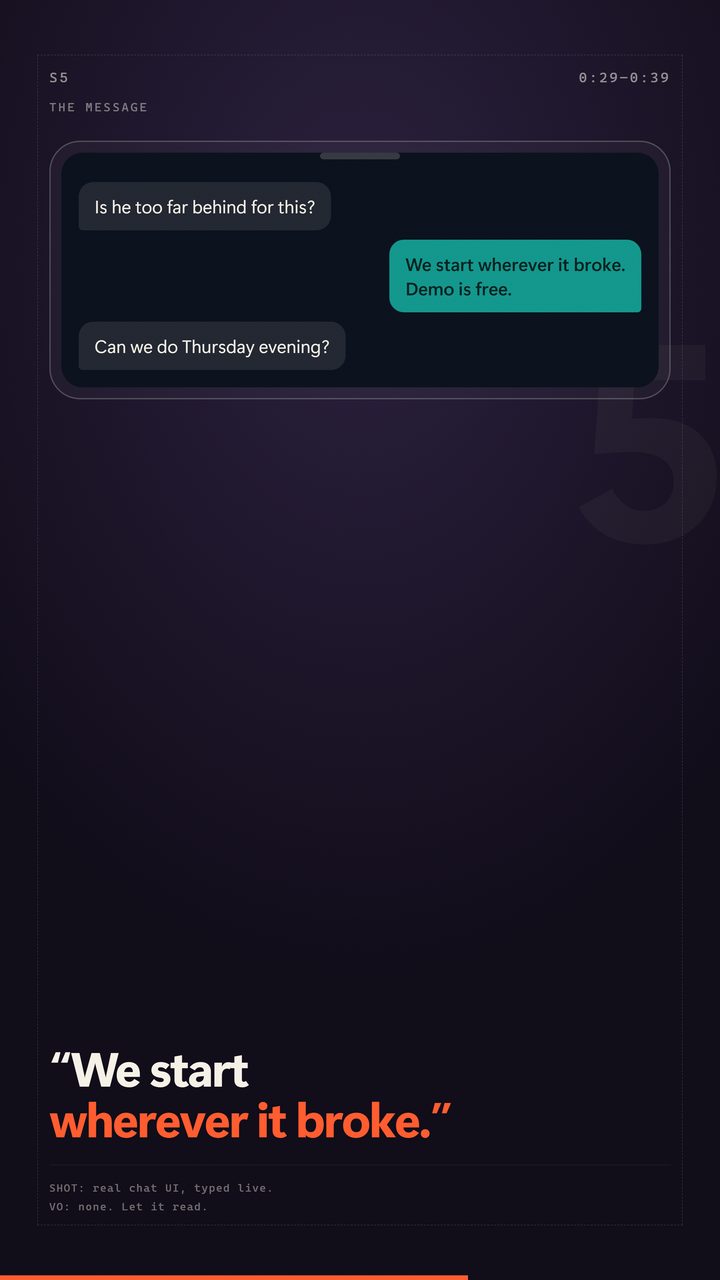 S5
0:29–0:39
THE MESSAGE
Is he too far behind for this?
We start wherever it broke.
Demo is free.
Can we do Thursday evening?
5
“We start
wherever it broke.”
SHOT: real chat UI, typed live.
VO: none. Let it read.